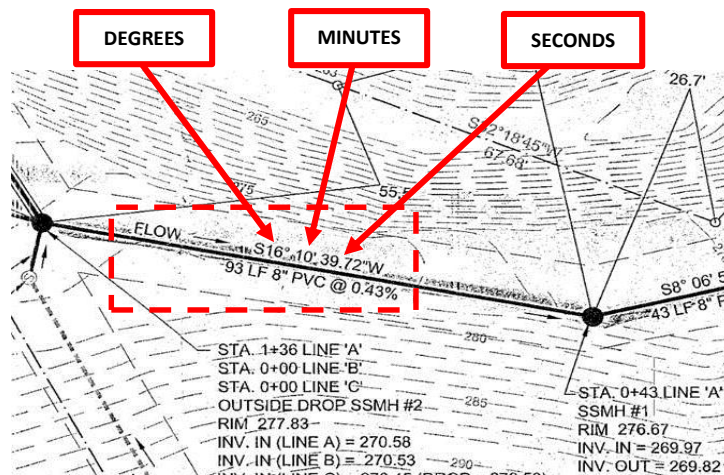 DEGREES
MINUTES
SECONDS
26.7'
265
S32°18'45"W
67.68'
275
55.5
FLOW
S16° 10' 39.72"W
93 LF 8" PVC @ 0.43%
S8° 06'
43 LF 8"
S
280
STA. 1+36 LINE 'A'
STA. 0+00 LINE 'B'
STA. 0+00 LINE 'C'
OUTSIDE DROP SSMH #2
RIM 277.83
INV. IN (LINE A) = 270.58
INV. IN (LINE B) = 270.53
285
290
STA. 0+43 LINE 'A'
SSMH #1
RIM 276.67
INV. IN = 269.97
INV. OUT = 269.82